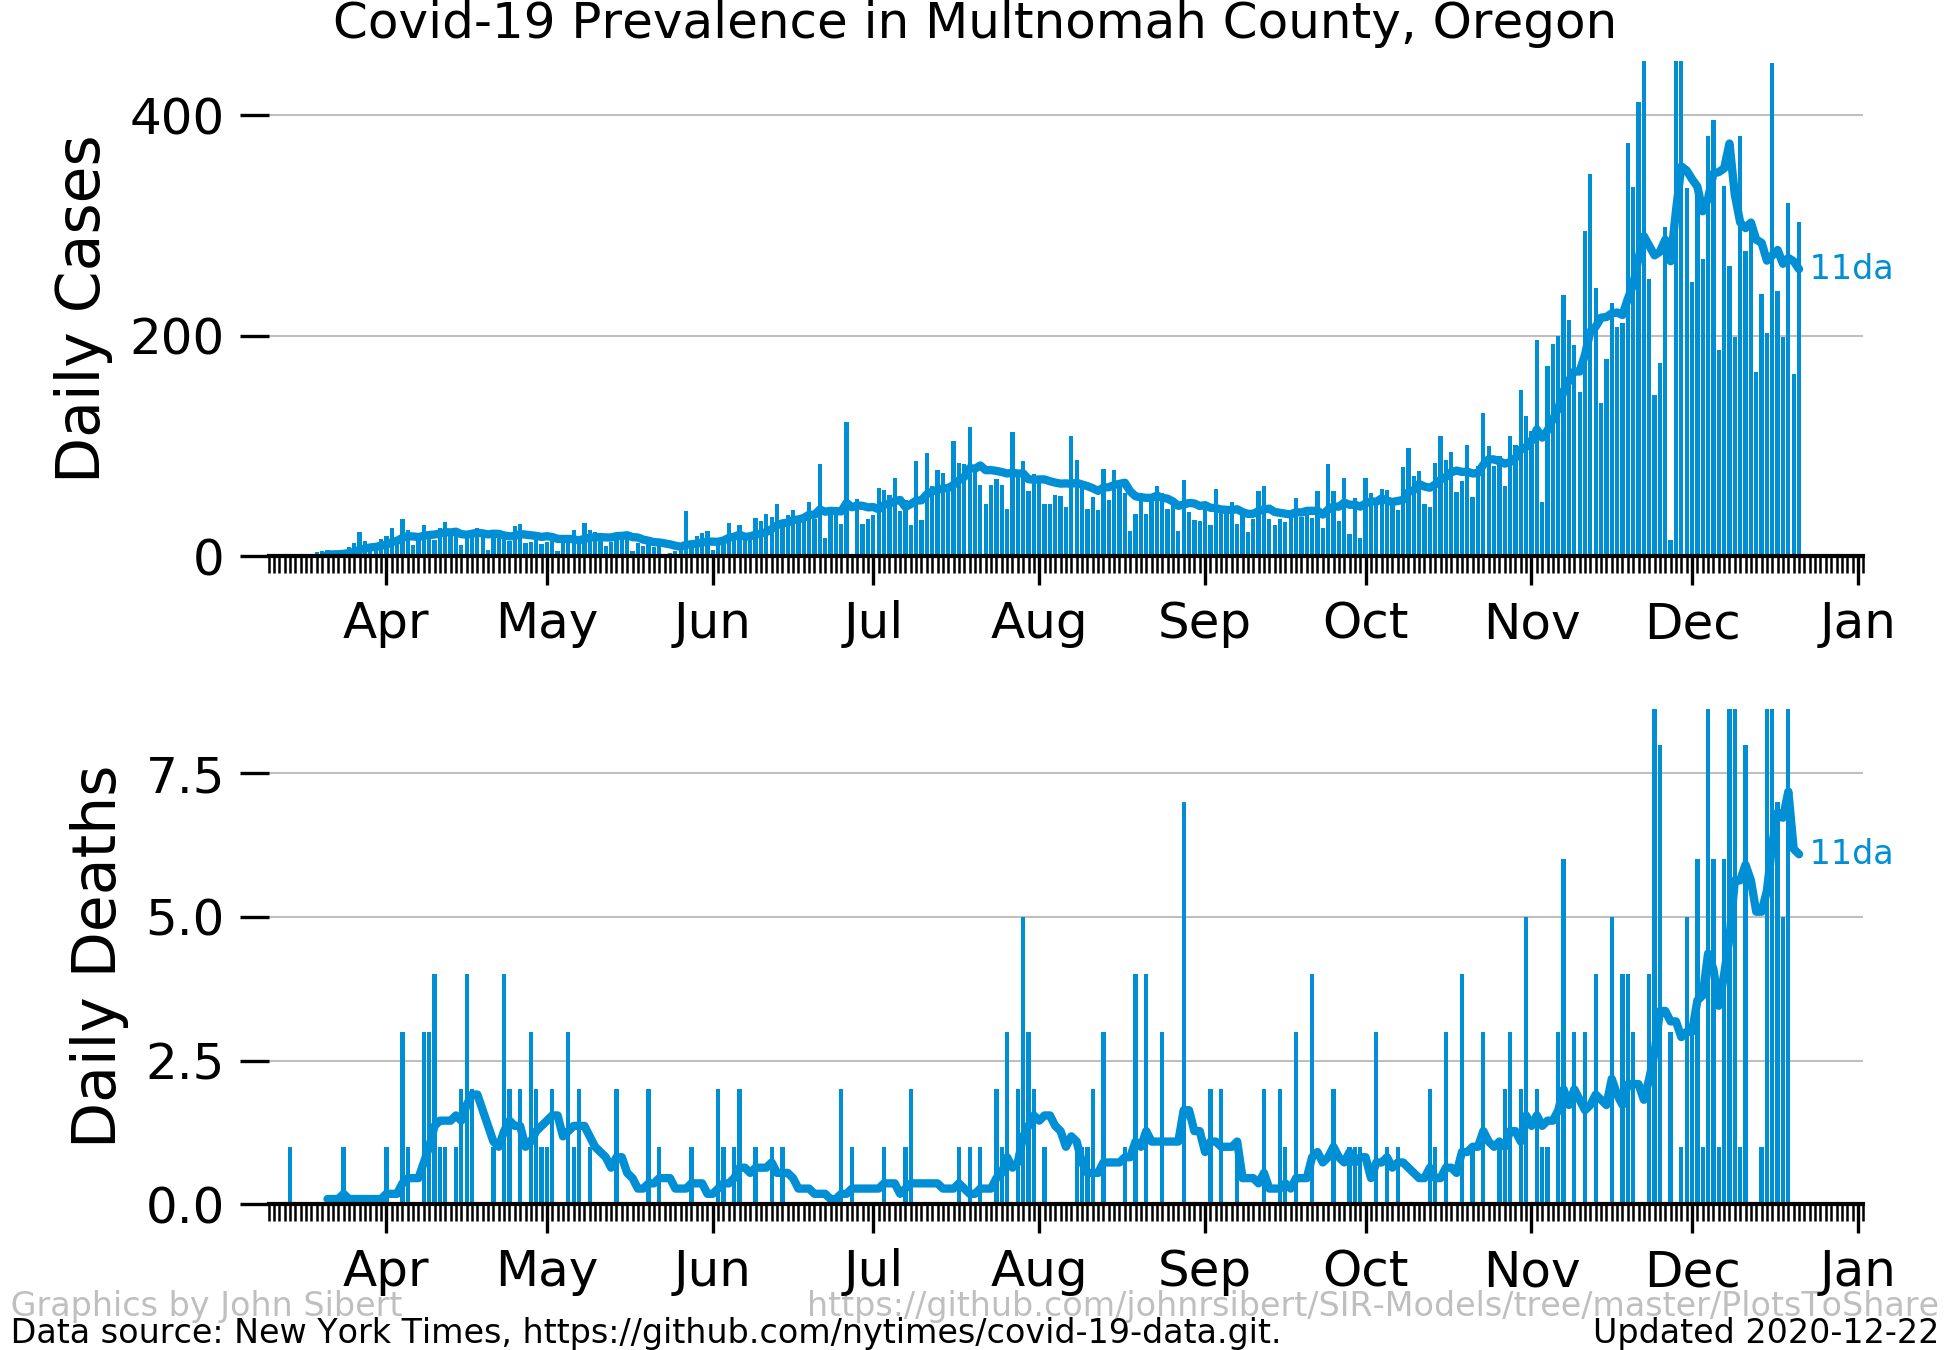 Covid-19 Prevalence in Multnomah County, Oregon
Daily Cases
400
200
0
11da
Apr May Jun Jul Aug Sep Oct Nov Dec Jan
Daily Deaths
7.5
5.0
2.5
0.0
11da
Apr May Jun Jul Aug Sep Oct Nov Dec Jan
Graphics by John Sibert https://github.com/johnrsibert/SIR-Models/tree/master/PlotsToShare
Data source: New York Times, https://github.com/nytimes/covid-19-data.git. Updated 2020-12-22